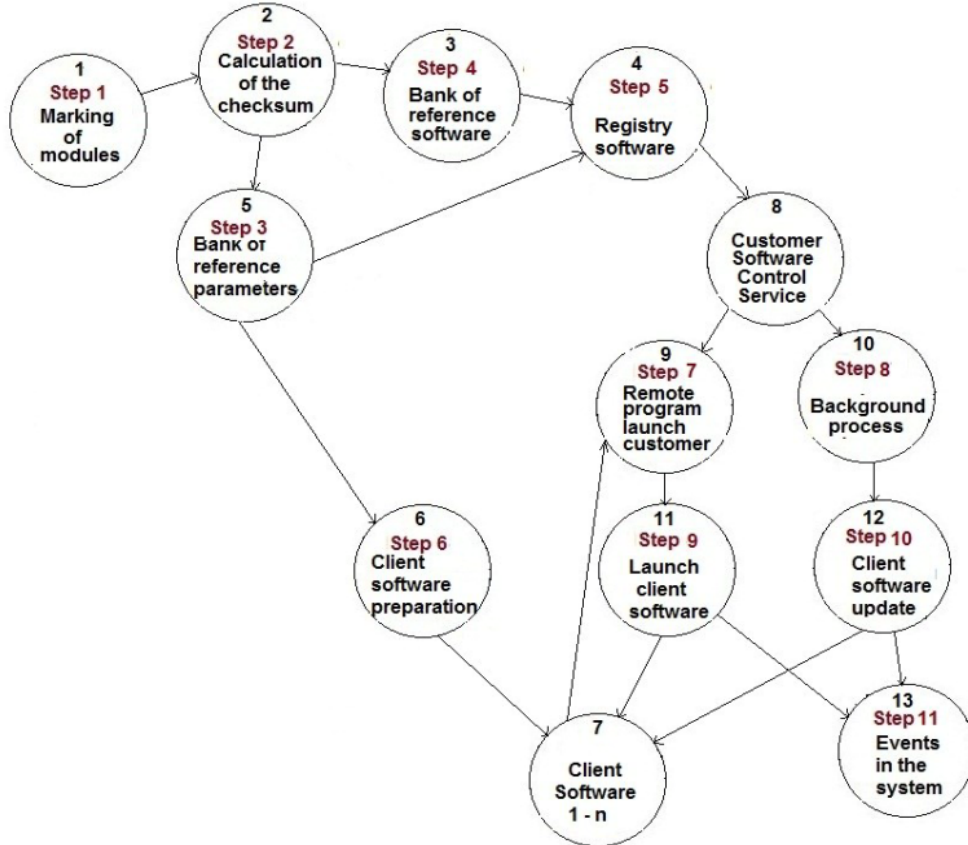 1
Step 1
Marking
of
modules
2
Step 2
Calculation
of the
checksum
3
Step 4
Bank of
reference
software
4
Step 5
Registry
software
5
Step 3
Bank of
reference
parameters
8
Customer
Software
Control
Service
9
Step 7
Remote
program
launch
customer
10
Step 8
Background
process
6
Step 6
Client
software
preparation
11
Step 9
Launch
client
software
12
Step 10
Client
software
update
7
Client
Software
1 - n
13
Step 11
Events
in the
system